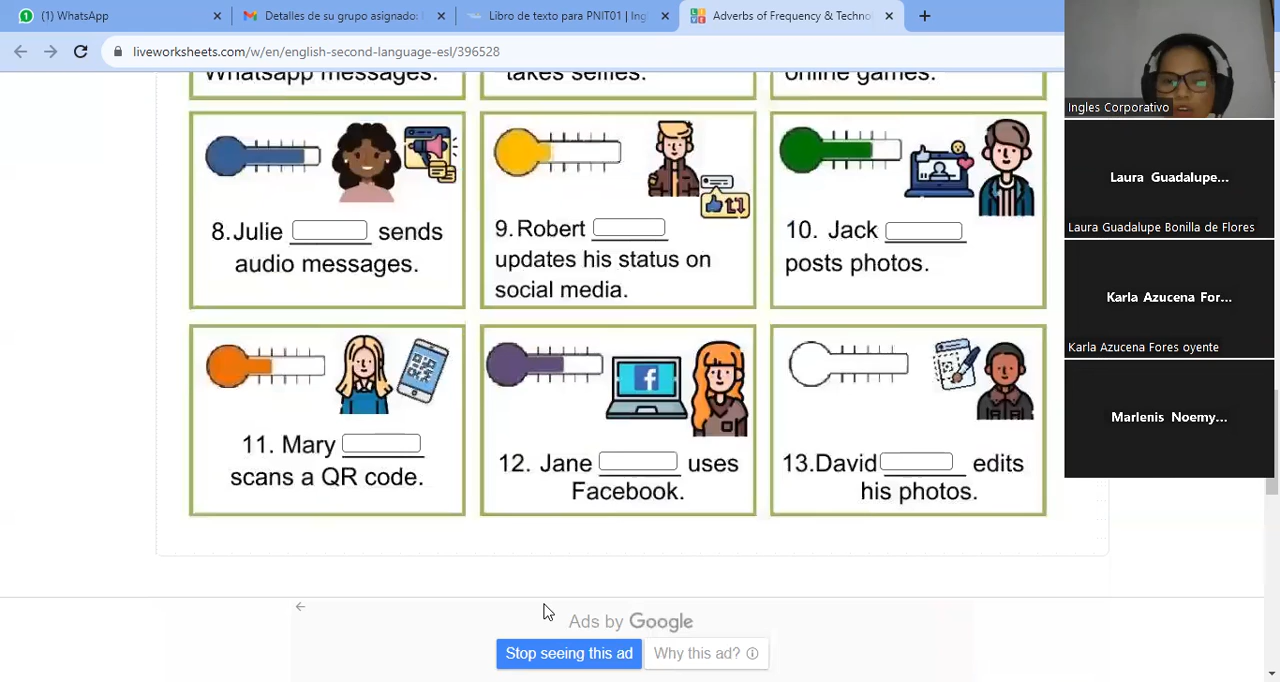 (1) WhatsApp
Detalles de su grupo asignado:
Libro de texto para PNIT01 | Ing
Adverbs of Frequency & Techno
liveworksheets.com/w/en/english-second-language-esl/396528
Whatsapp messages.
takes selfies.
online games.
8.Julie sends
audio messages.
9.Robert
updates his status on
social media.
10. Jack
posts photos.
11. Mary
scans a QR code.
12. Jane uses
Facebook.
13.David edits
his photos.
Ads by Google
Stop seeing this ad
Why this ad?
Ingles Corporativo
Laura Guadalupe...
Laura Guadalupe Bonilla de Flores
Karla Azucena For...
Karla Azucena Fores oyente
Marlenis Noemy...